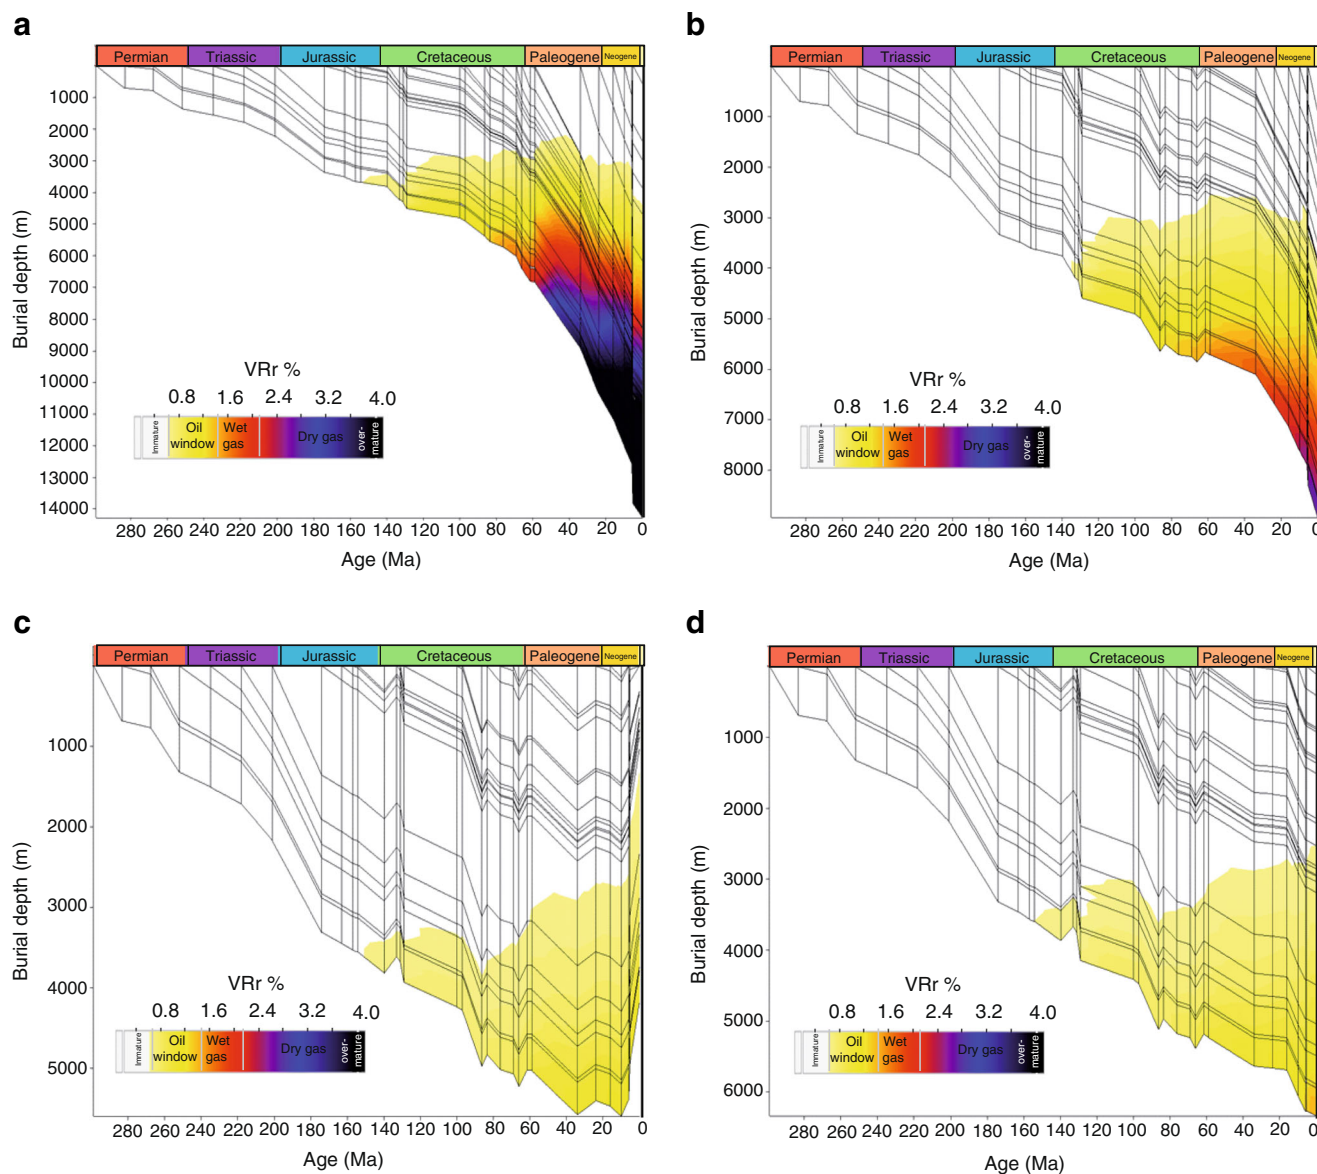 a
Permian Triassic Jurassic Cretaceous Paleogene Neogene
1000
2000
3000
4000
5000
6000
7000
8000
9000
10000
11000
12000
13000
14000
Burial depth (m)
VRr %
0.8 1.6 2.4 3.2 4.0
Immature Oil window Wet gas Dry gas over-mature
280 260 240 220 200 180 160 140 120 100 80 60 40 20 0
Age (Ma)
b
Permian Triassic Jurassic Cretaceous Paleogene Neogene
1000
2000
3000
4000
5000
6000
7000
8000
Burial depth (m)
VRr %
0.8 1.6 2.4 3.2 4.0
Immature Oil window Wet gas Dry gas over-mature
280 260 240 220 200 180 160 140 120 100 80 60 40 20 0
Age (Ma)
c
Permian Triassic Jurassic Cretaceous Paleogene Neogene
1000
2000
3000
4000
5000
Burial depth (m)
VRr %
0.8 1.6 2.4 3.2 4.0
Immature Oil window Wet gas Dry gas over-mature
280 260 240 220 200 180 160 140 120 100 80 60 40 20 0
Age (Ma)
d
Permian Triassic Jurassic Cretaceous Paleogene Neogene
1000
2000
3000
4000
5000
6000
Burial depth (m)
VRr %
0.8 1.6 2.4 3.2 4.0
Immature Oil window Wet gas Dry gas over-mature
280 260 240 220 200 180 160 140 120 100 80 60 40 20 0
Age (Ma)